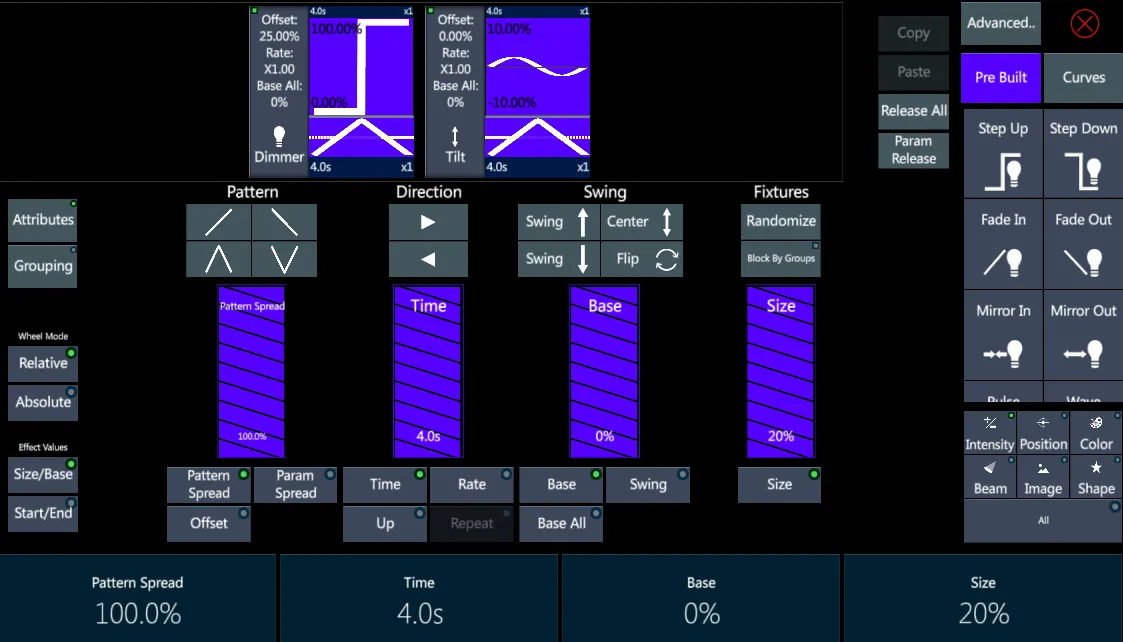 Offset:
25.00%
Rate:
X1.00
Base All:
0%
Dimmer
4.0s x1
100.00%
0.00%
4.0s x1
Offset:
0.00%
Rate:
X1.00
Base All:
0%
Tilt
4.0s x1
10.00%
-10.00%
4.0s x1
Copy
Paste
Release All
Param
Release
Advanced..
Pre Built
Curves
Step Up
Step Down
Fade In
Fade Out
Mirror In
Mirror Out
Pulse
Wave
Attributes
Grouping
Wheel Mode
Relative
Absolute
Effect Values
Size/Base
Start/End
Pattern
Direction
Swing
Fixtures
Swing
Center
Swing
Flip
Randomize
Block By Groups
Pattern Spread
100.0%
Time
4.0s
Base
0%
Size
20%
Pattern
Spread
Param
Spread
Offset
Time
Rate
Up
Repeat
Base
Swing
Base All
Size
Intensity
Position
Color
Beam
Image
Shape
All
Pattern Spread
100.0%
Time
4.0s
Base
0%
Size
20%